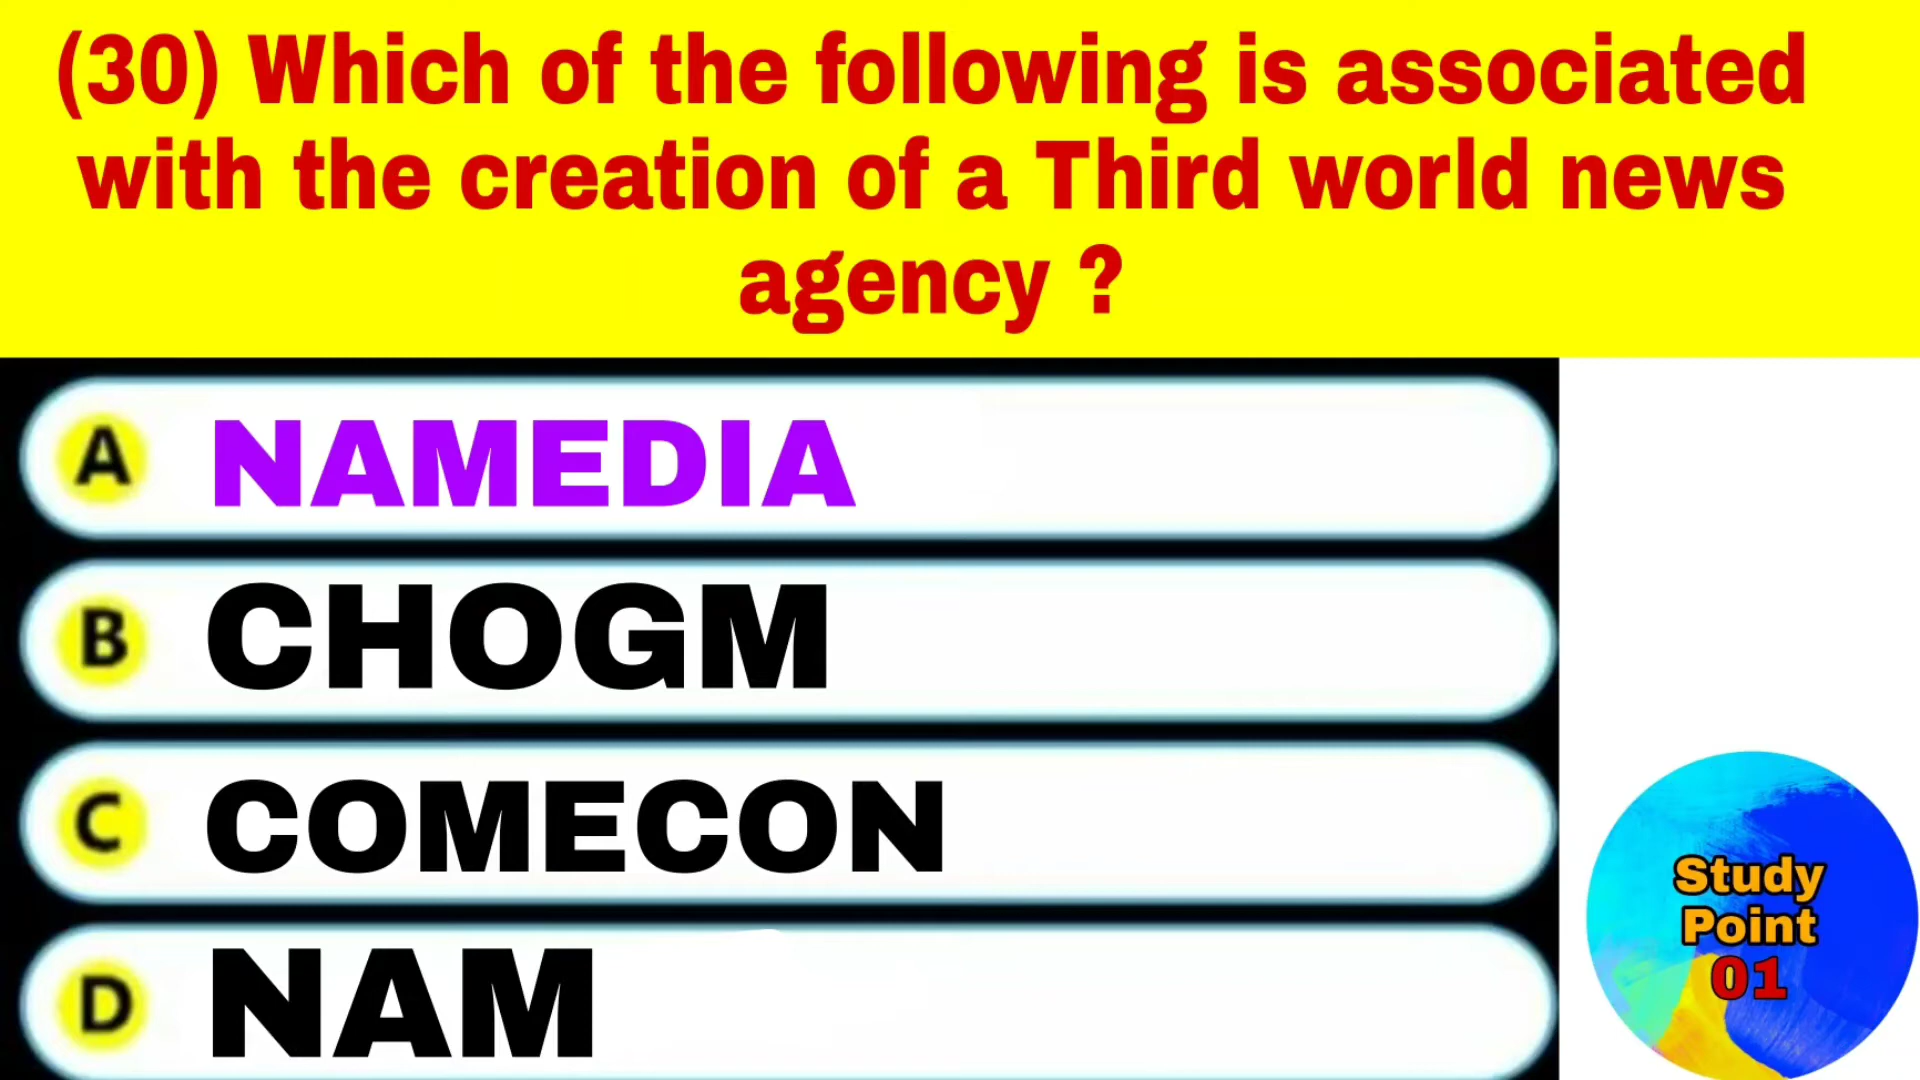 (30) Which of the following is associated
with the creation of a Third world news
agency ?
A NAMEDIA
B CHOGM
C COMECON
D NAM
Study
Point
01